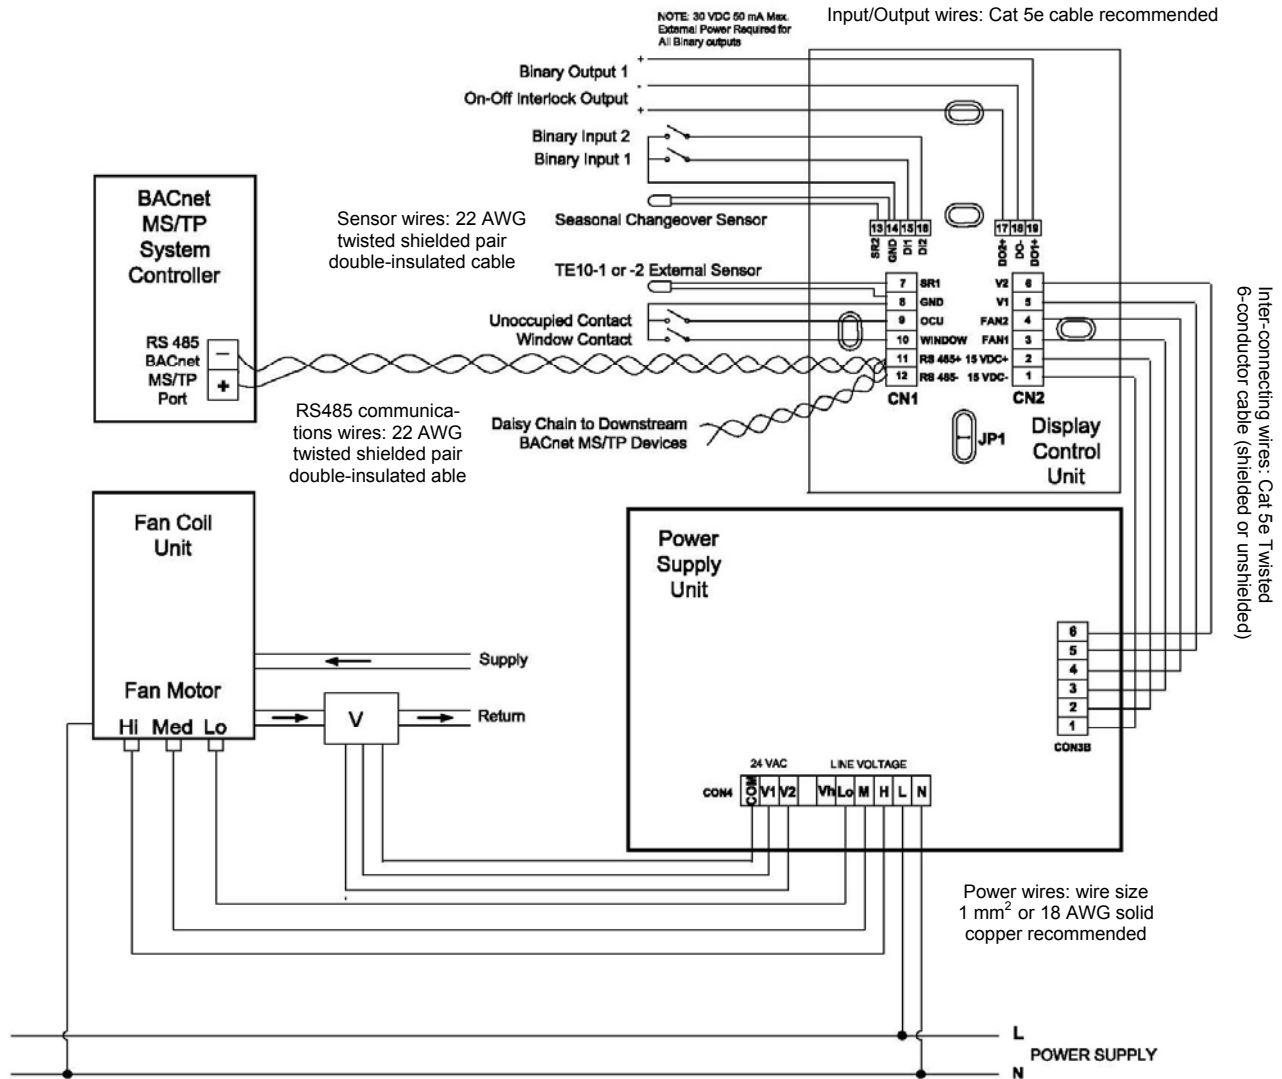 NOTE: 30 VDC 50 mA Max.
External Power Required for
All Binary outputs
Input/Output wires: Cat 5e cable recommended
+
Binary Output 1
-
On-Off Interlock Output
+
Binary Input 2
Binary Input 1
BACnet
MS/TP
System
Controller
Sensor wires: 22 AWG
twisted shielded pair
double-insulated cable
Seasonal Changeover Sensor
13 14 15 16
SR2
GND
DI1
DI2
17 18 19
DO2+
DO-
DO1+
TE10-1 or -2 External Sensor
7 SR1
8 GND
9 OCU
10 WINDOW
11 RS 485+
12 RS 485-
CN1
V2 6
V1 5
FAN2 4
FAN1 3
15 VDC+ 2
15 VDC- 1
CN2
Unoccupied Contact
Window Contact
RS 485
BACnet
MS/TP
Port
−
+
RS485 communica-
tions wires: 22 AWG
twisted shielded pair
double-insulated able
Daisy Chain to Downstream
BACnet MS/TP Devices
JP1
Display
Control
Unit
Inter-connecting wires: Cat 5e Twisted
6-conductor cable (shielded or unshielded)
Fan Coil
Unit
Power
Supply
Unit
6
5
4
3
2
1
CON3B
Supply
Fan Motor
Hi Med Lo
V
Return
24 VAC
LINE VOLTAGE
CON4
COM V1 V2 Vh Lo M H L N
Power wires: wire size
1 mm² or 18 AWG solid
copper recommended
L
POWER SUPPLY
N